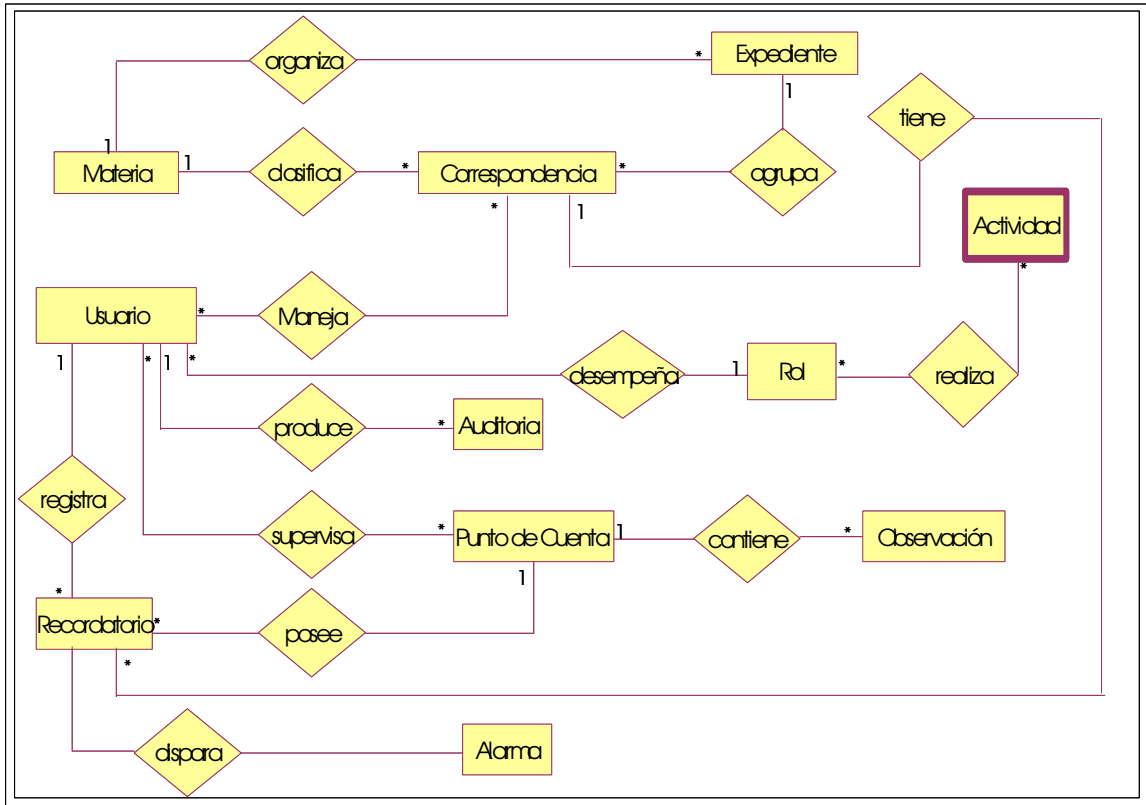 organiza
*
Expediente
1
tiene
1
Materia
1
clasifica
*
Correspondencia
*
agrupa
*
1
Actividad
*
Usuario
*
Maneja
1
*
1
*
desempeña
1
Rol
*
realiza
produce
*
Auditoria
registra
supervisa
*
Punto de Cuenta
1
contiene
*
Observación
1
*
Recordatorio
*
posee
*
dispara
Alarma